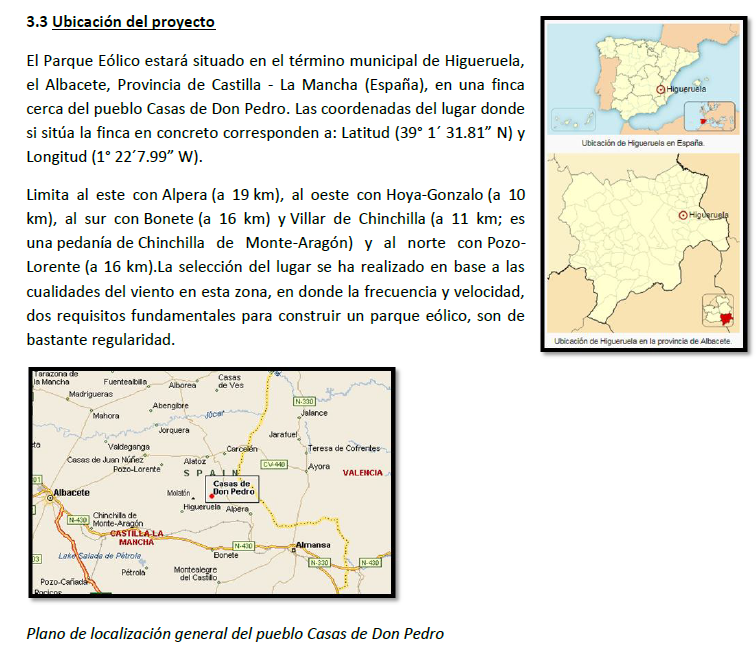 3.3 Ubicación del proyecto
El Parque Eólico estará situado en el término municipal de Higueruela,
el Albacete, Provincia de Castilla - La Mancha (España), en una finca
cerca del pueblo Casas de Don Pedro. Las coordenadas del lugar donde
si sitúa la finca en concreto corresponden a: Latitud (39° 1´ 31.81” N) y
Longitud (1° 22´7.99” W).
Limita al este con Alpera (a 19 km), al oeste con Hoya-Gonzalo (a 10
km), al sur con Bonete (a 16 km) y Villar de Chinchilla (a 11 km; es
una pedanía de Chinchilla de Monte-Aragón) y al norte con Pozo-
Lorente (a 16 km).La selección del lugar se ha realizado en base a las
cualidades del viento en esta zona, en donde la frecuencia y velocidad,
dos requisitos fundamentales para construir un parque eólico, son de
bastante regularidad.
Higueruela
Ubicación de Higueruela en España.
Higueruela
Ubicación de Higueruela en la provincia de Albacete.
Tarazona de
la Mancha
Fuentealbilla
Alborea
Casas
de Ves
Madrigueras
Abengibre
N-330
Mahora
Júcar
Jalance
Jorquera
Jarafuel
Valdeganga
Carcelén
Teresa de Cofrentes
Casas de Juan Núñez
Alatoz
CV-440
Ayora
Pozo-Lorente
SPAIN
VALENCIA
Casas de
Don Pedro
Albacete
Molatón
Higueruela
Alpera
N-430
Chinchilla de
Monte-Aragón
CASTILLA-LA
MANCHA
N-430
Almansa
Lake Salada de Pétrola
Bonete
N-330
N-430
Pétrola
Montealegre
del Castillo
Pozo-Cañada
Pocicos
Plano de localización general del pueblo Casas de Don Pedro